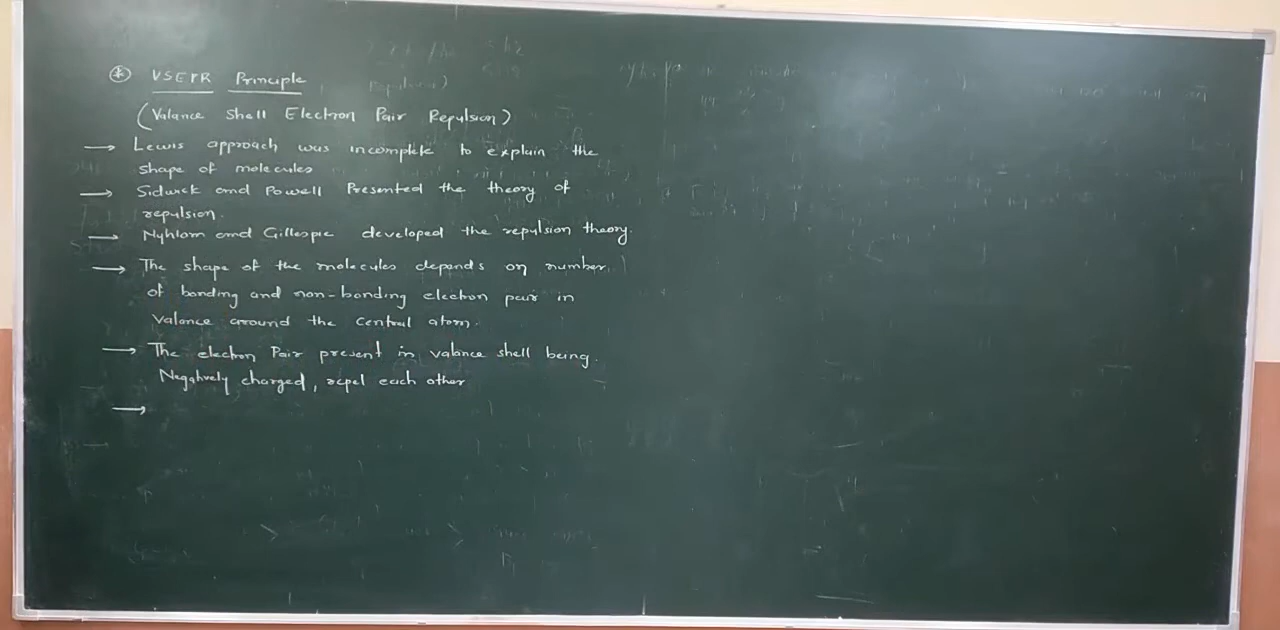 * VSEPR Principle
(Valance Shell Electron Pair Repulsion)
→ Lewis approach was incomplete to explain the
shape of molecules
→ Sidwick and Powell Presented the theory of
repulsion.
→ Nyhlom and Gillespie developed the repulsion theory.
→ The shape of the molecules depends on number
of bonding and non-bonding electron pair in
Valance around the central atom.
→ The electron Pair present in valance shell being.
Negatively charged, repel each other
→